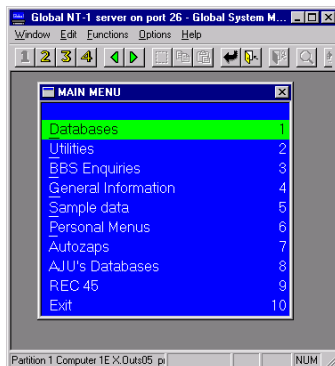 Global NT-1 server on port 26 - Global System M...
Window Edit Functions Options Help
1 2 3 4
MAIN MENU
Databases 1
Utilities 2
BBS Enquiries 3
General Information 4
Sample data 5
Personal Menus 6
Autozaps 7
AJU's Databases 8
REC 45 9
Exit 10
Partition 1 Computer 1E X.Outs05 pr
NUM